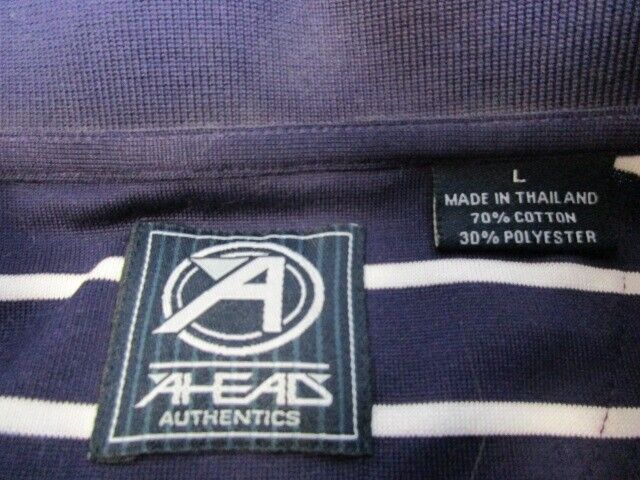 L
MADE IN THAILAND
70% COTTON
30% POLYESTER
A
AHEAD
AUTHENTICS